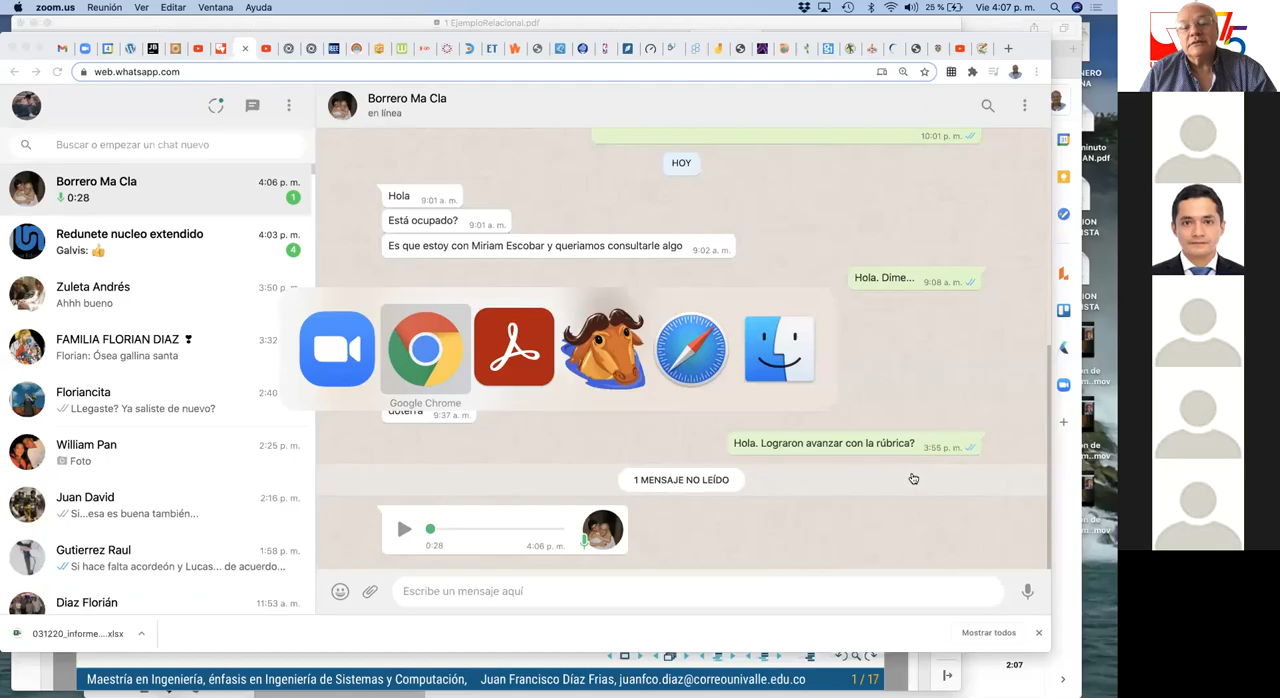 zoom.us Reunión Ver Editar Ventana Ayuda 25 % Vie 4:07 p. m.
1 EjemploRelacional.pdf
web.whatsapp.com
Borrero Ma Cla
en línea
Buscar o empezar un chat nuevo
Borrero Ma Cla 4:06 p. m.
0:28 1
Redunete nucleo extendido 4:03 p. m.
Galvis: 👍 4
Zuleta Andrés 3:50 p. m.
Ahhh bueno
FAMILIA FLORIAN DIAZ ❣ 3:32
Florian: Ósea gallina santa
Floriancita 2:40
LLegaste? Ya saliste de nuevo?
William Pan 2:25 p. m.
Foto
Juan David 2:16 p. m.
Si...esa es buena también...
Gutierrez Raul 1:58 p. m.
Si hace falta acordeón y Lucas... de acuerdo...
Diaz Florián 11:53 a. m.
10:01 p. m.
HOY
Hola 9:01 a. m.
Está ocupado? 9:01 a. m.
Es que estoy con Miriam Escobar y queriamos consultarle algo 9:02 a. m.
Hola. Dime... 9:08 a. m.
Google Chrome
9:37 a. m.
Hola. Lograron avanzar con la rúbrica? 3:55 p. m.
1 MENSAJE NO LEÍDO
0:28 4:06 p. m.
Escribe un mensaje aquí
031220_informe....xlsx
Mostrar todos
2:07
Maestría en Ingeniería, énfasis en Ingeniería de Sistemas y Computación, Juan Francisco Díaz Frias, juanfco.diaz@correounivalle.edu.co 1 / 17